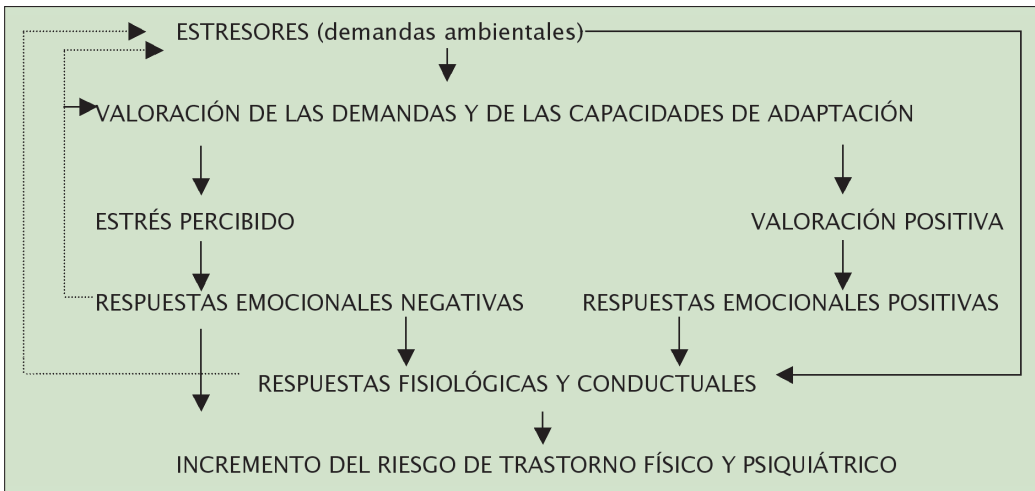 ESTRESORES (demandas ambientales)
VALORACIÓN DE LAS DEMANDAS Y DE LAS CAPACIDADES DE ADAPTACIÓN
ESTRÉS PERCIBIDO
VALORACIÓN POSITIVA
RESPUESTAS EMOCIONALES NEGATIVAS
RESPUESTAS EMOCIONALES POSITIVAS
RESPUESTAS FISIOLÓGICAS Y CONDUCTUALES
INCREMENTO DEL RIESGO DE TRASTORNO FÍSICO Y PSIQUIÁTRICO